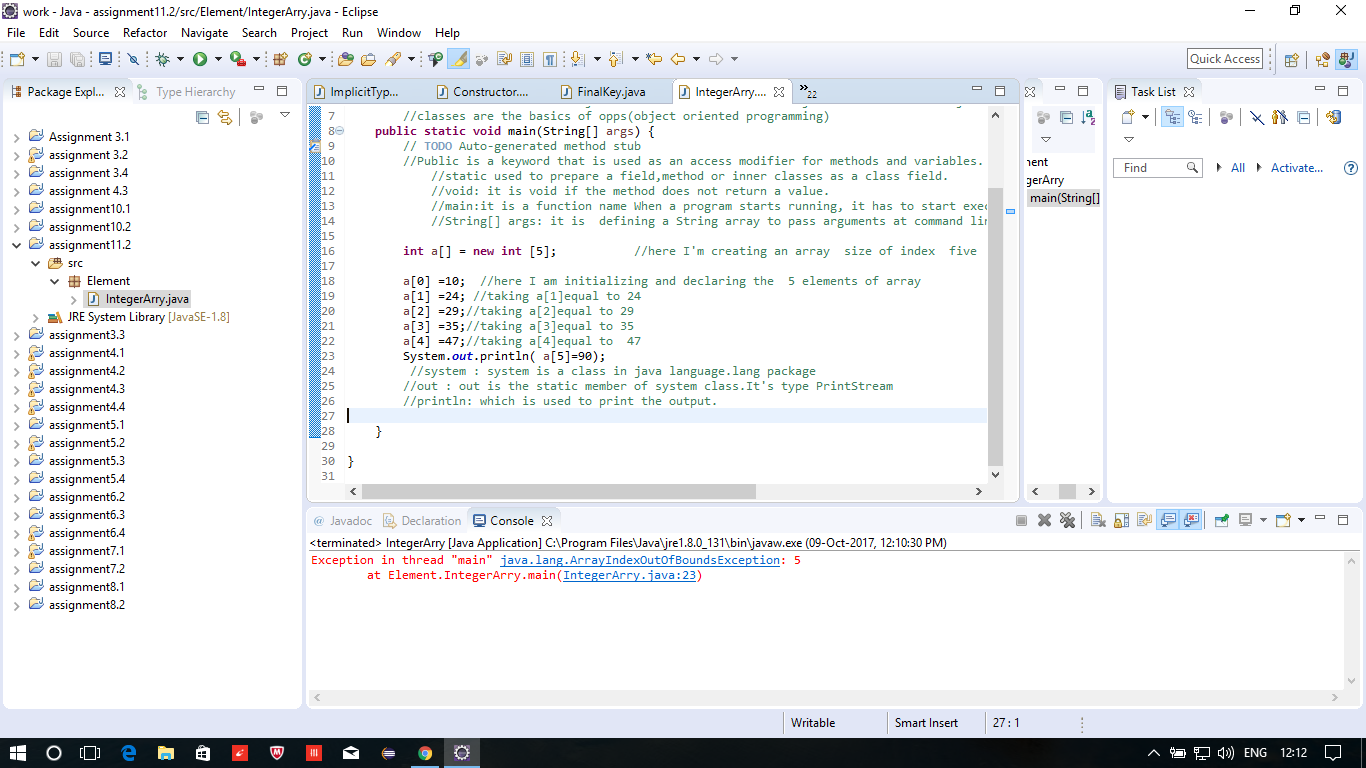 work - Java - assignment11.2/src/Element/IntegerArry.java - Eclipse
File Edit Source Refactor Navigate Search Project Run Window Help
Quick Access
Package Expl... Type Hierarchy
Assignment 3.1
assignment 3.2
assignment 3.4
assignment 4.3
assignment10.1
assignment10.2
assignment11.2
src
Element
IntegerArry.java
JRE System Library [JavaSE-1.8]
assignment3.3
assignment4.1
assignment4.2
assignment4.3
assignment4.4
assignment5.1
assignment5.2
assignment5.3
assignment5.4
assignment6.2
assignment6.3
assignment6.4
assignment7.1
assignment7.2
assignment8.1
assignment8.2
ImplicitTyp... Constructor.... FinalKey.java IntegerArry.... »22
7 //classes are the basics of opps(object oriented programming)
8 public static void main(String[] args) {
9 // TODO Auto-generated method stub
10 //Public is a keyword that is used as an access modifier for methods and variables.
11 //static used to prepare a field,method or inner classes as a class field.
12 //void: it is void if the method does not return a value.
13 //main:it is a function name When a program starts running, it has to start exec
14 //String[] args: it is  defining a String array to pass arguments at command lin
15
16 int a[] = new int [5];           //here I'm creating an array  size of index  five
17
18 a[0] =10;  //here I am initializing and declaring the  5 elements of array
19 a[1] =24; //taking a[1]equal to 24
20 a[2] =29;//taking a[2]equal to 29
21 a[3] =35;//taking a[3]equal to 35
22 a[4] =47;//taking a[4]equal to  47
23 System.out.println( a[5]=90);
24 //system : system is a class in java language.lang package
25 //out : out is the static member of system class.It's type PrintStream
26 //println: which is used to print the output.
27
28 }
29
30 }
31
nent
gerArry
main(String[]
Task List
Find All Activate...
@ Javadoc Declaration Console
<terminated> IntegerArry [Java Application] C:\Program Files\Java\jre1.8.0_131\bin\javaw.exe (09-Oct-2017, 12:10:30 PM)
Exception in thread "main" java.lang.ArrayIndexOutOfBoundsException: 5
at Element.IntegerArry.main(IntegerArry.java:23)
Writable Smart Insert 27 : 1
ENG 12:12